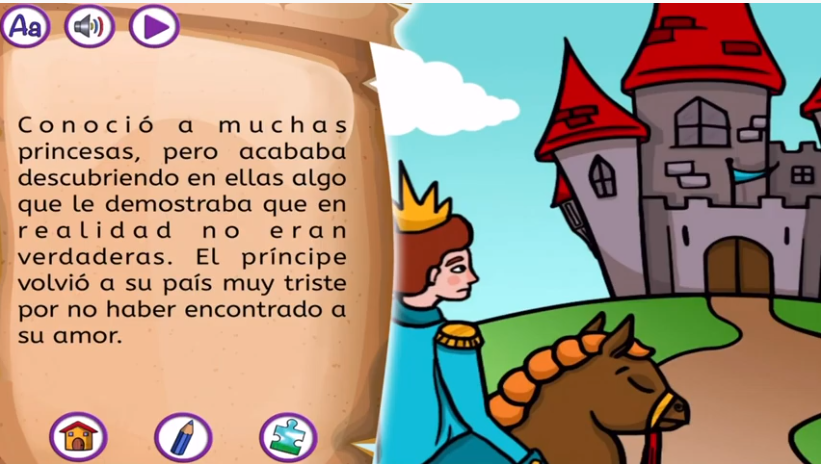 Aa
Conoció a muchas
princesas, pero acababa
descubriendo en ellas algo
que le demostraba que en
realidad no eran
verdaderas. El príncipe
volvió a su país muy triste
por no haber encontrado a
su amor.